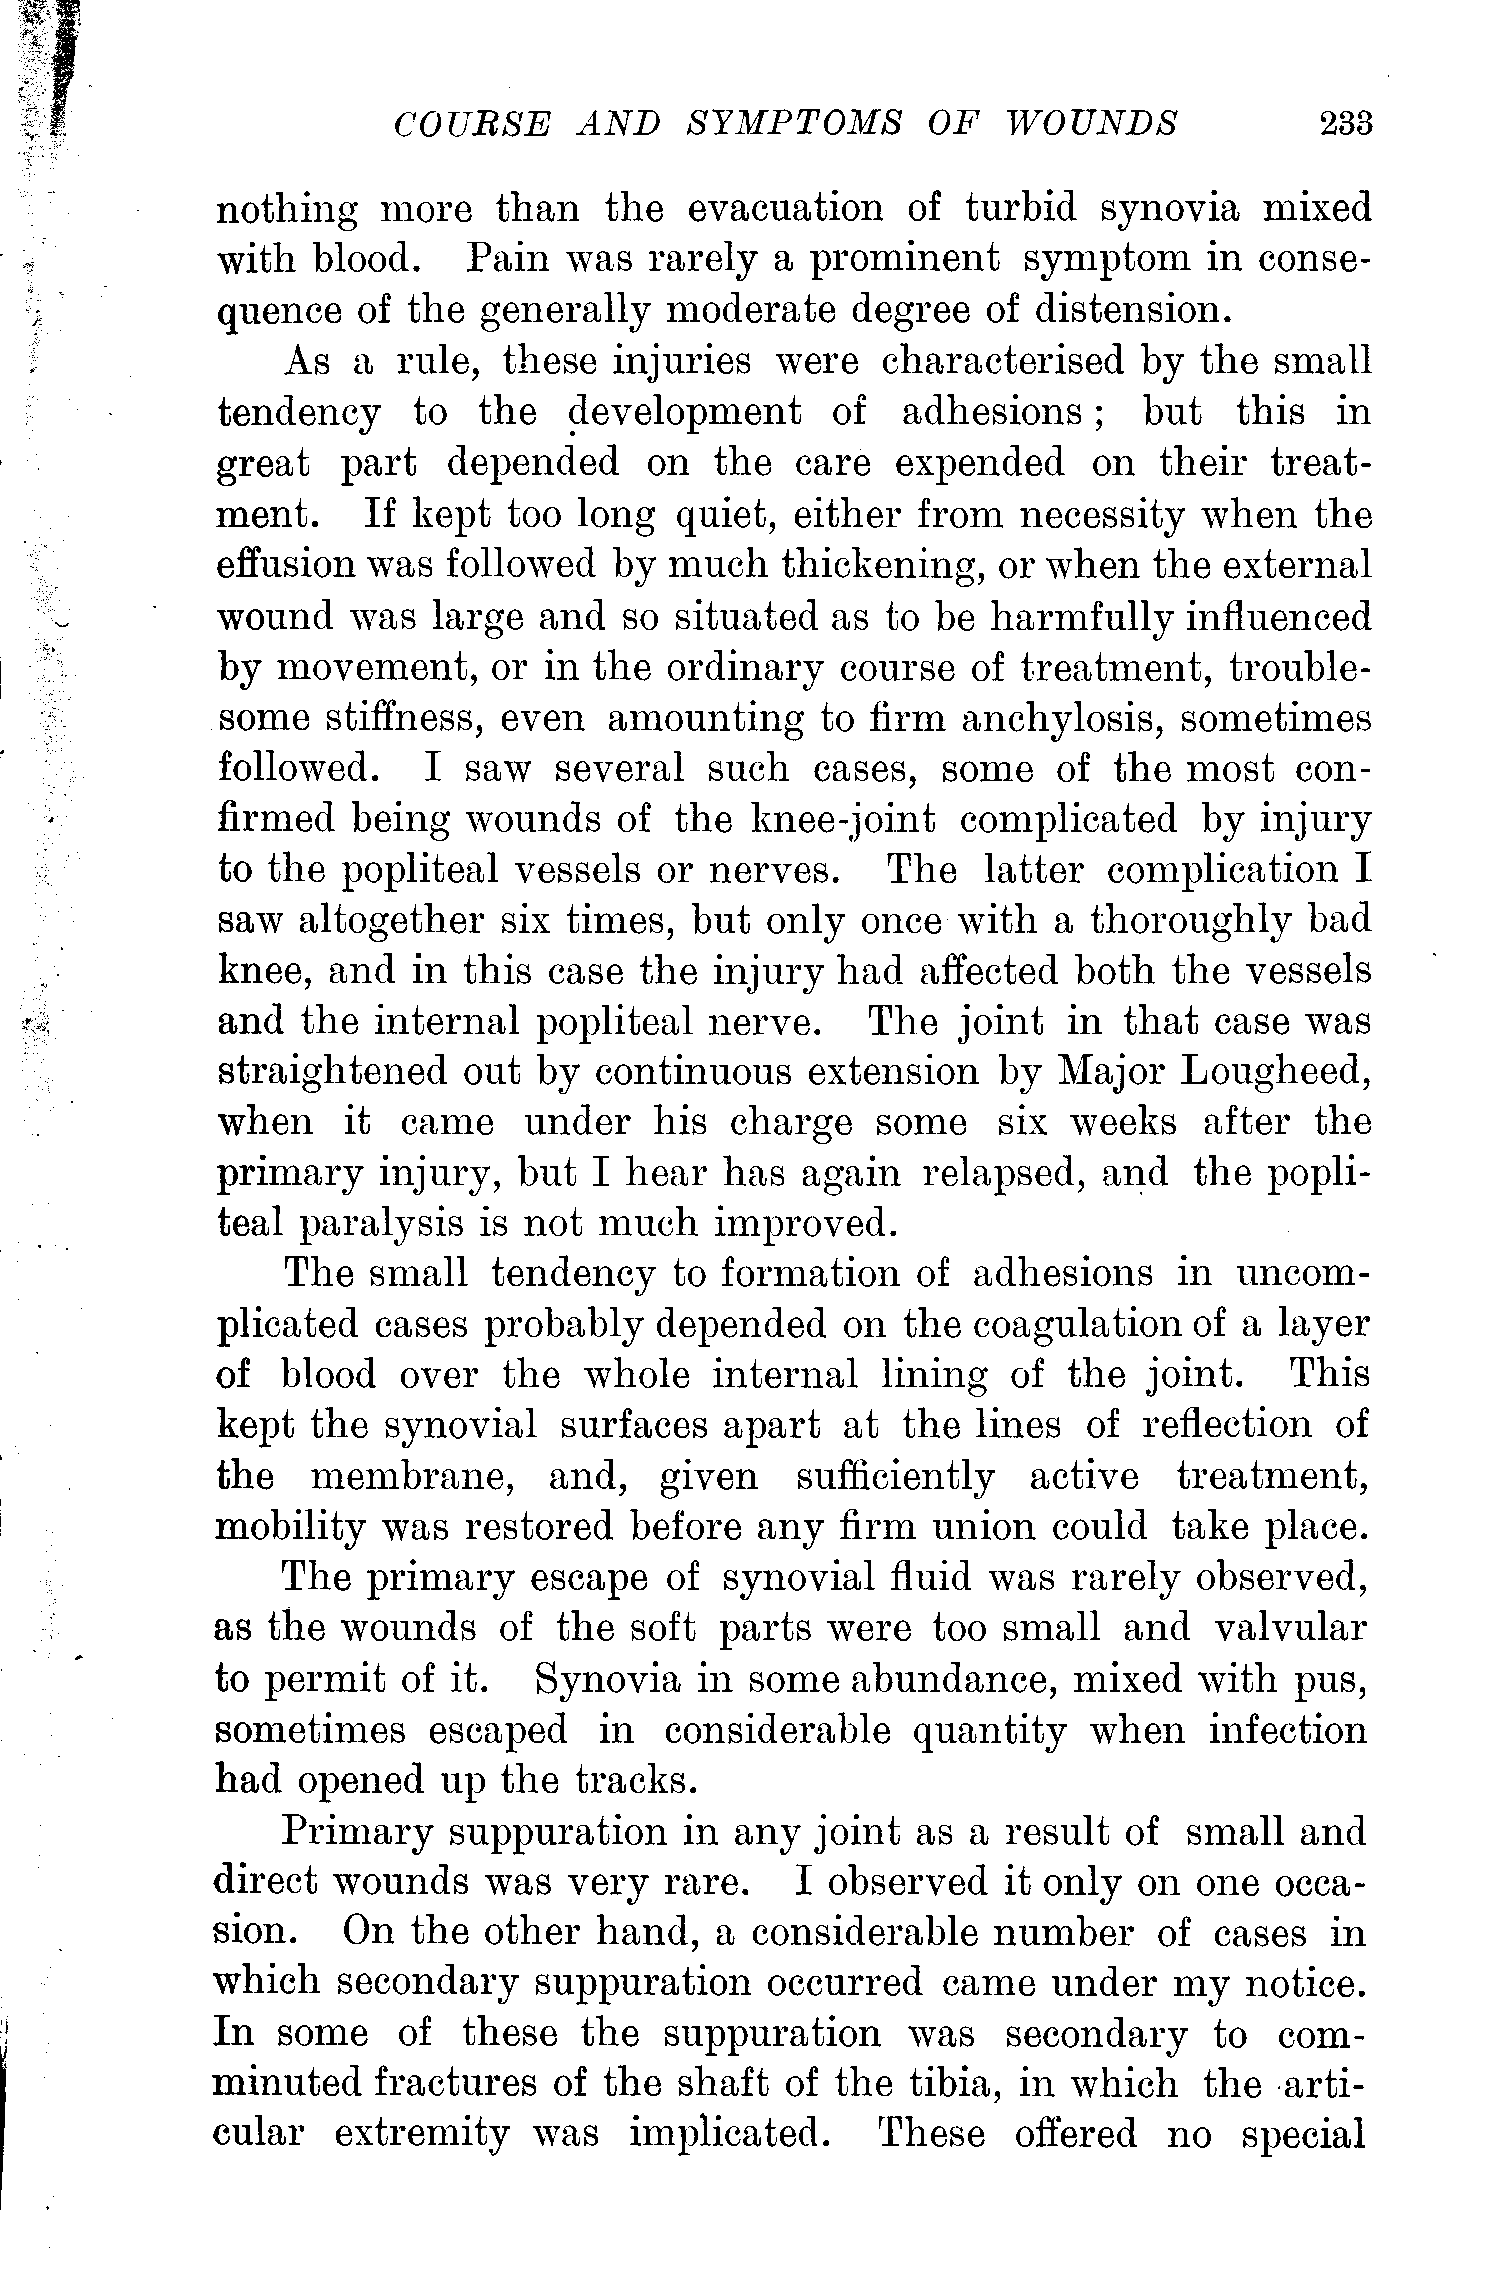 COURSE AND SYMPTOMS OF WOUNDS 233
nothing more than the evacuation of turbid synovia mixed
with blood. Pain was rarely a prominent symptom in conse-
quence of the generally moderate degree of distension.
As a rule, these injuries were characterised by the small
tendency to the development of adhesions; but this in
great part depended on the care expended on their treat-
ment. If kept too long quiet, either from necessity when the
effusion was followed by much thickening, or when the external
wound was large and so situated as to be harmfully influenced
by movement, or in the ordinary course of treatment, trouble-
some stiffness, even amounting to firm anchylosis, sometimes
followed. I saw several such cases, some of the most con-
firmed being wounds of the knee-joint complicated by injury
to the popliteal vessels or nerves. The latter complication I
saw altogether six times, but only once with a thoroughly bad
knee, and in this case the injury had affected both the vessels
and the internal popliteal nerve. The joint in that case was
straightened out by continuous extension by Major Lougheed,
when it came under his charge some six weeks after the
primary injury, but I hear has again relapsed, and the popli-
teal paralysis is not much improved.
The small tendency to formation of adhesions in uncom-
plicated cases probably depended on the coagulation of a layer
of blood over the whole internal lining of the joint. This
kept the synovial surfaces apart at the lines of reflection of
the membrane, and, given sufficiently active treatment,
mobility was restored before any firm union could take place.
The primary escape of synovial fluid was rarely observed,
as the wounds of the soft parts were too small and valvular
to permit of it. Synovia in some abundance, mixed with pus,
sometimes escaped in considerable quantity when infection
had opened up the tracks.
Primary suppuration in any joint as a result of small and
direct wounds was very rare. I observed it only on one occa-
sion. On the other hand, a considerable number of cases in
which secondary suppuration occurred came under my notice.
In some of these the suppuration was secondary to com-
minuted fractures of the shaft of the tibia, in which the arti-
cular extremity was implicated. These offered no special